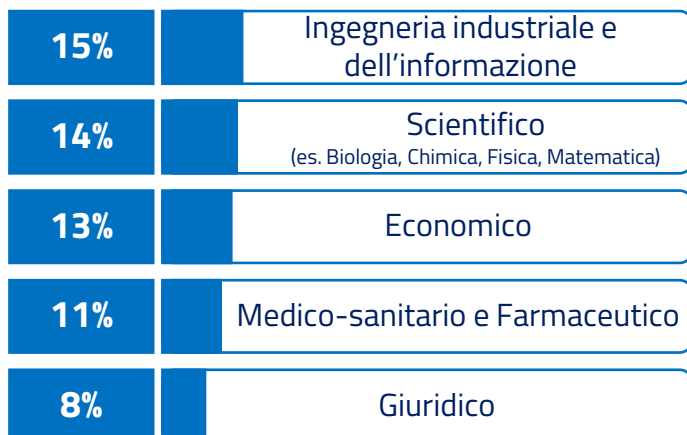 15%
Ingegneria industriale e
dell'informazione
14%
Scientifico
(es. Biologia, Chimica, Fisica, Matematica)
13%
Economico
11%
Medico-sanitario e Farmaceutico
8%
Giuridico